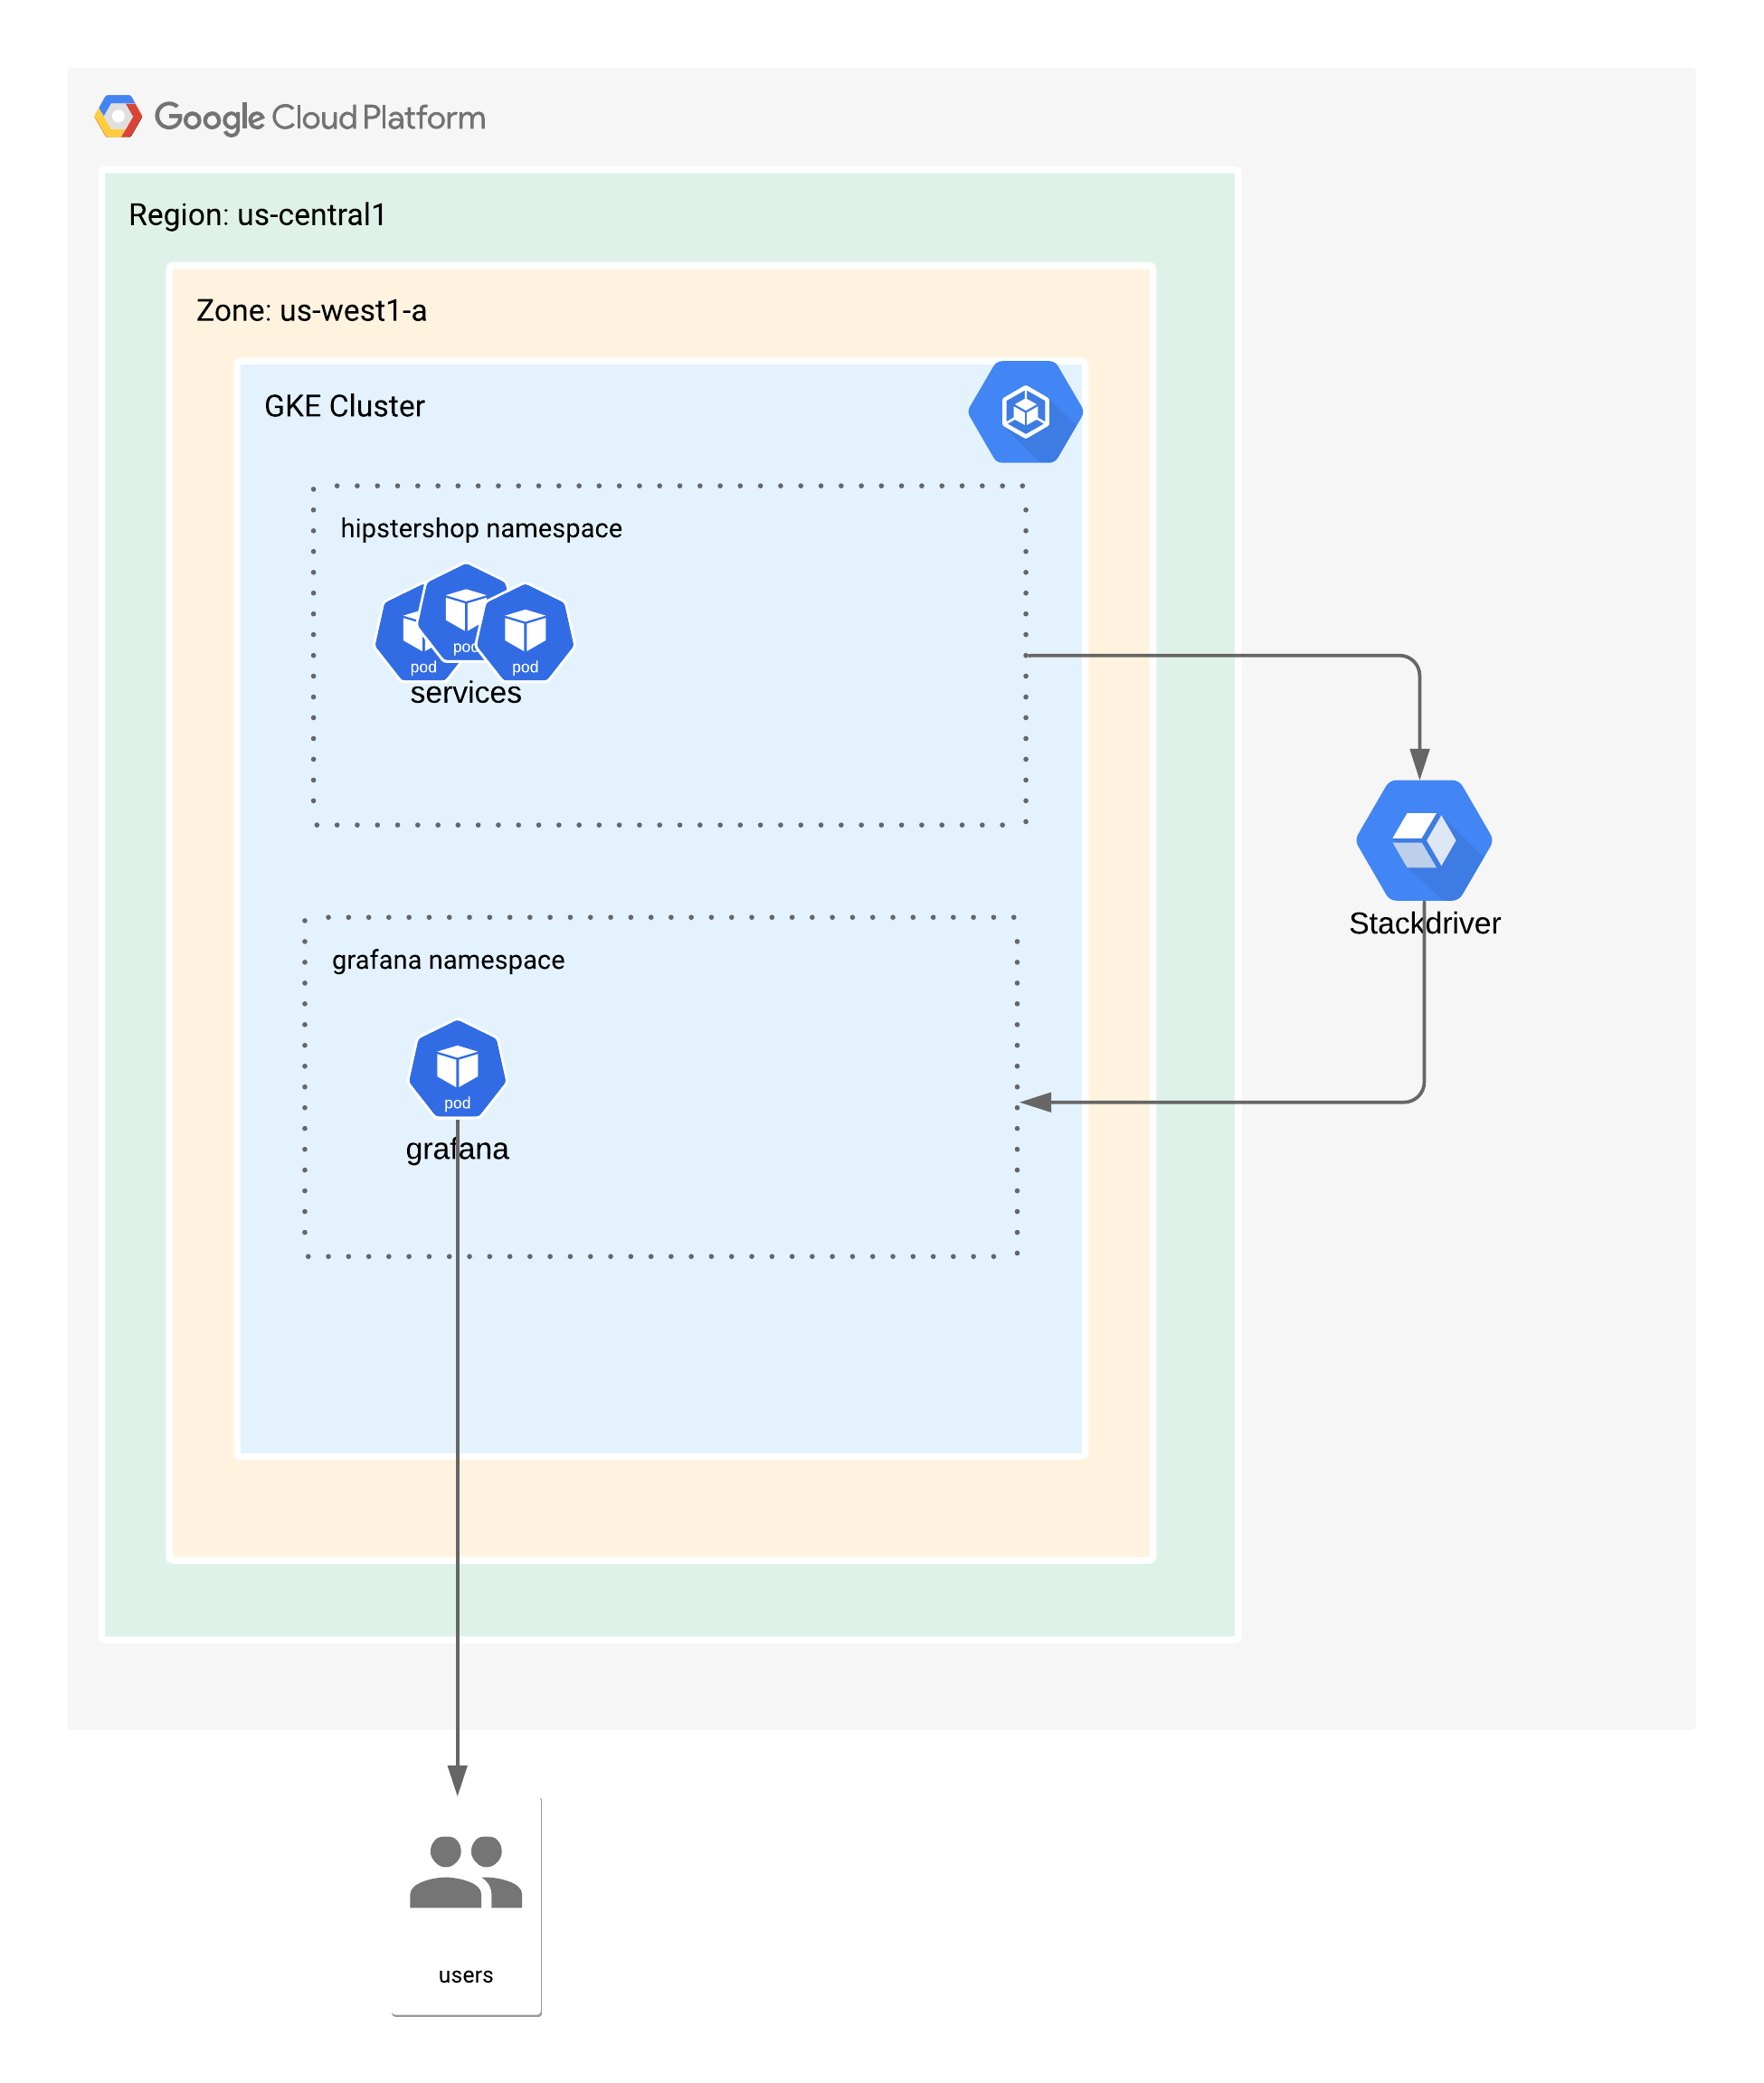 Google Cloud Platform
Region: us-central1
Zone: us-west1-a
GKE Cluster
hipstershop namespace
pod
pod
pod
services
Stackdriver
grafana namespace
pod
grafana
users